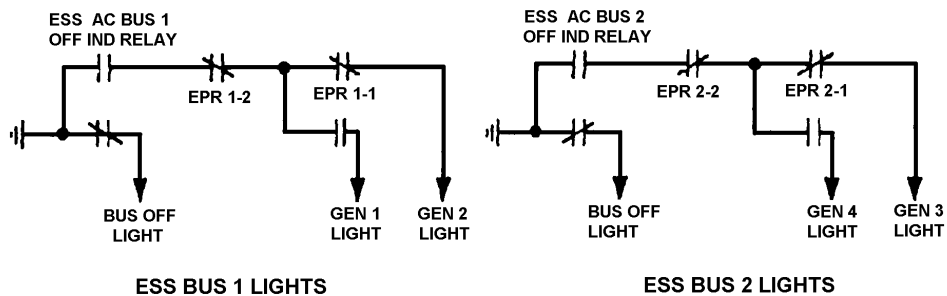 ESS AC BUS 1
OFF IND RELAY
EPR 1-2
EPR 1-1
BUS OFF
LIGHT
GEN 1
LIGHT
GEN 2
LIGHT
ESS BUS 1 LIGHTS
ESS AC BUS 2
OFF IND RELAY
EPR 2-2
EPR 2-1
BUS OFF
LIGHT
GEN 4
LIGHT
GEN 3
LIGHT
ESS BUS 2 LIGHTS